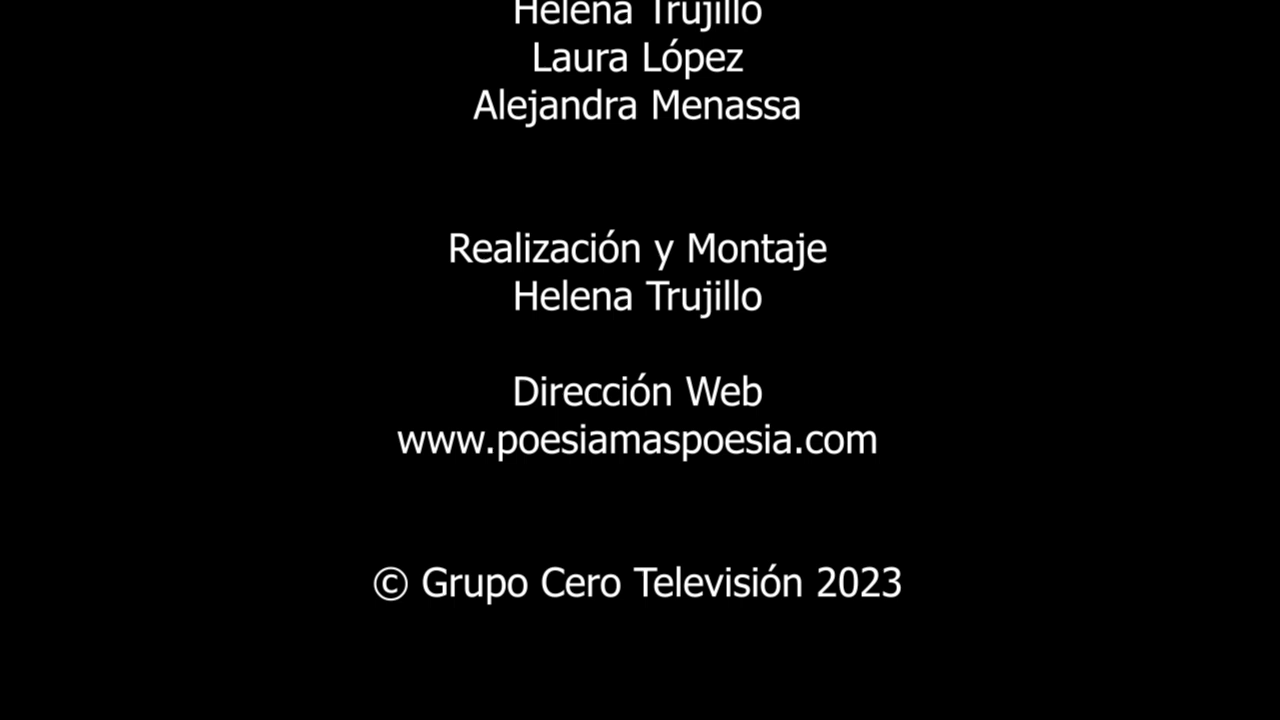 Helena Trujillo
Laura López
Alejandra Menassa
Realización y Montaje
Helena Trujillo
Dirección Web
www.poesiamaspoesia.com
© Grupo Cero Televisión 2023